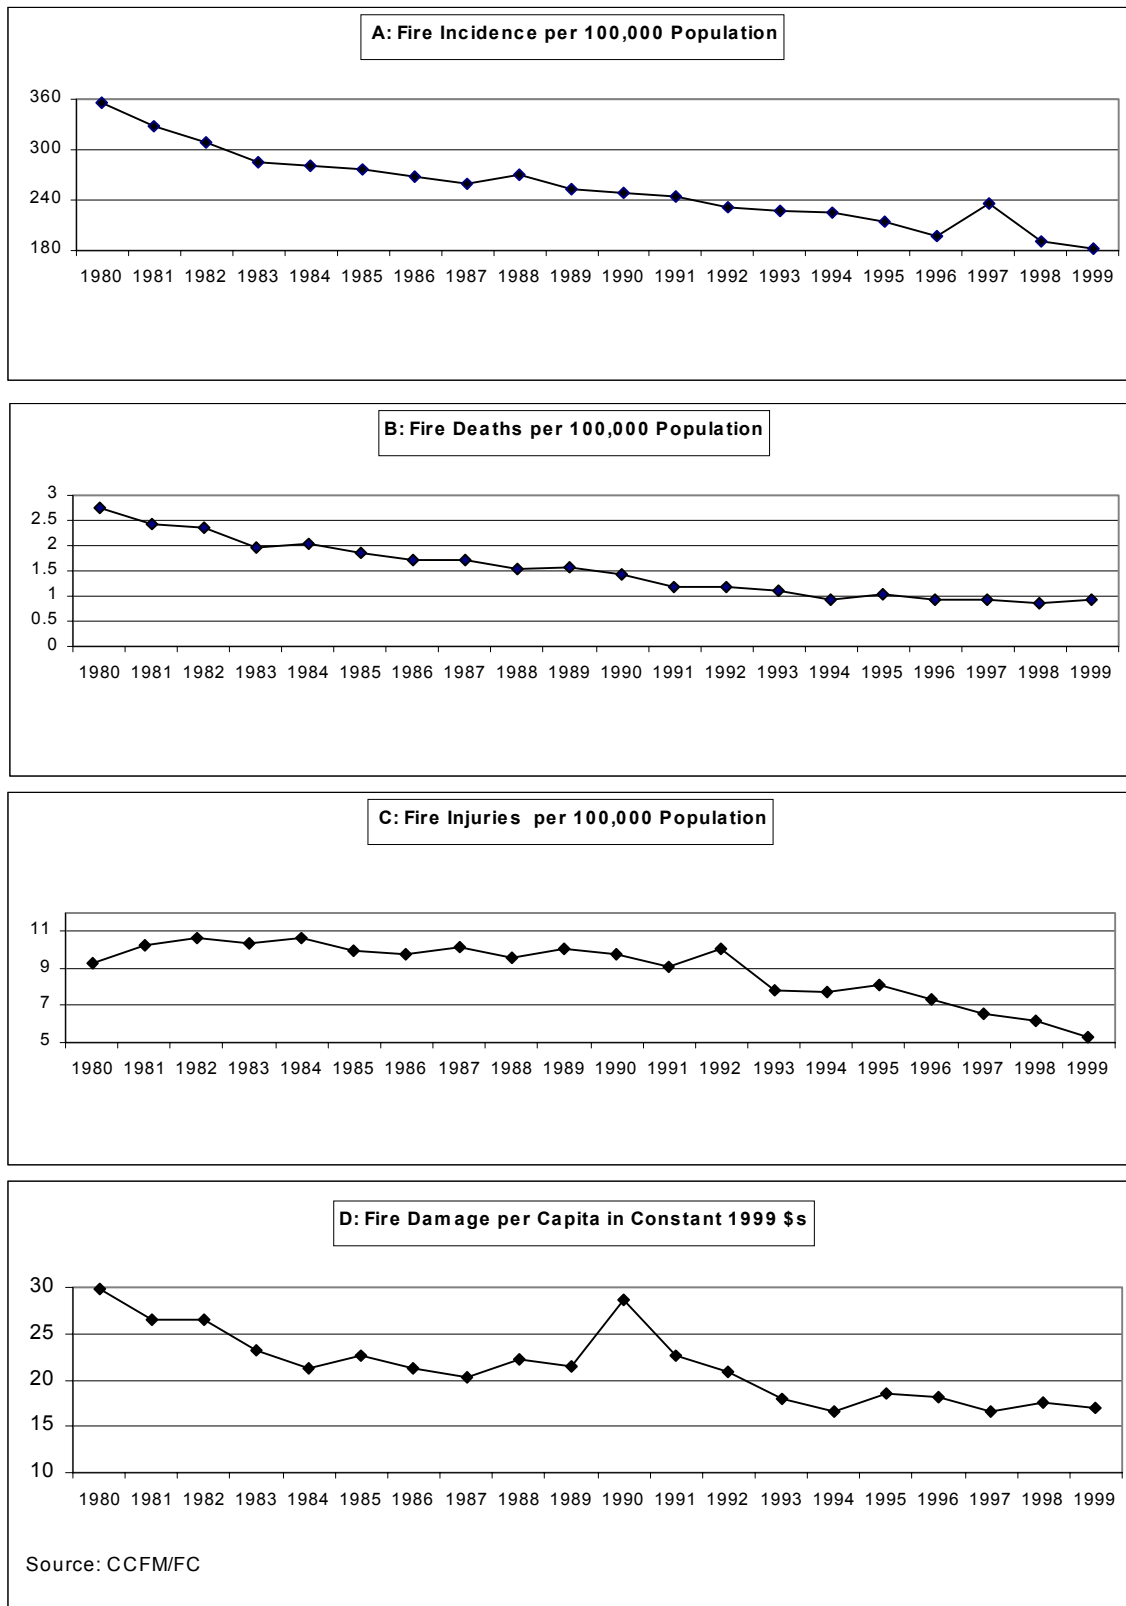 A: Fire Incidence per 100,000 Population
360
300
240
180
1980 1981 1982 1983 1984 1985 1986 1987 1988 1989 1990 1991 1992 1993 1994 1995 1996 1997 1998 1999
B: Fire Deaths per 100,000 Population
3
2.5
2
1.5
1
0.5
0
1980 1981 1982 1983 1984 1985 1986 1987 1988 1989 1990 1991 1992 1993 1994 1995 1996 1997 1998 1999
C: Fire Injuries per 100,000 Population
11
9
7
5
1980 1981 1982 1983 1984 1985 1986 1987 1988 1989 1990 1991 1992 1993 1994 1995 1996 1997 1998 1999
D: Fire Damage per Capita in Constant 1999 $s
30
25
20
15
10
1980 1981 1982 1983 1984 1985 1986 1987 1988 1989 1990 1991 1992 1993 1994 1995 1996 1997 1998 1999
Source: CCFM/FC